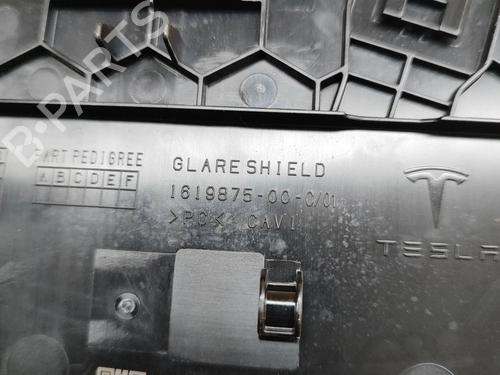 B-PARTS
PART PEDIGREE
A B C D E F
GLARESHIELD
1619875-00-C/01
>PC< CAV1
TESLA